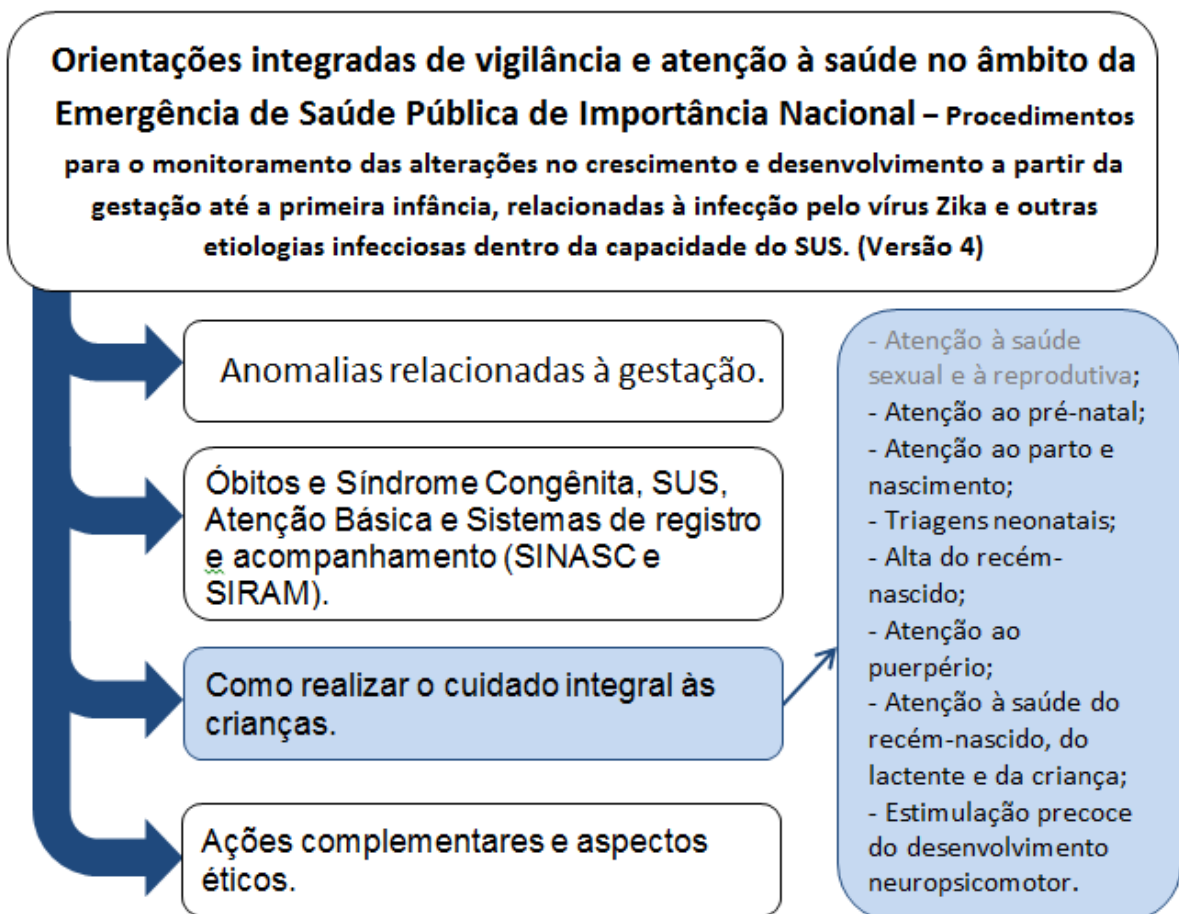 Orientações integradas de vigilância e atenção à saúde no âmbito da
Emergência de Saúde Pública de Importância Nacional – Procedimentos
para o monitoramento das alterações no crescimento e desenvolvimento a partir da
gestação até a primeira infância, relacionadas à infecção pelo vírus Zika e outras
etiologias infecciosas dentro da capacidade do SUS. (Versão 4)
Anomalias relacionadas à gestação.
Óbitos e Síndrome Congênita, SUS,
Atenção Básica e Sistemas de registro
e acompanhamento (SINASC e
SIRAM).
Como realizar o cuidado integral às
crianças.
Ações complementares e aspectos
éticos.
- Atenção à saúde
sexual e à reprodutiva;
- Atenção ao pré-natal;
- Atenção ao parto e
nascimento;
- Triagens neonatais;
- Alta do recém-
nascido;
- Atenção ao
puerpério;
- Atenção à saúde do
recém-nascido, do
lactente e da criança;
- Estimulação precoce
do desenvolvimento
neuropsicomotor.